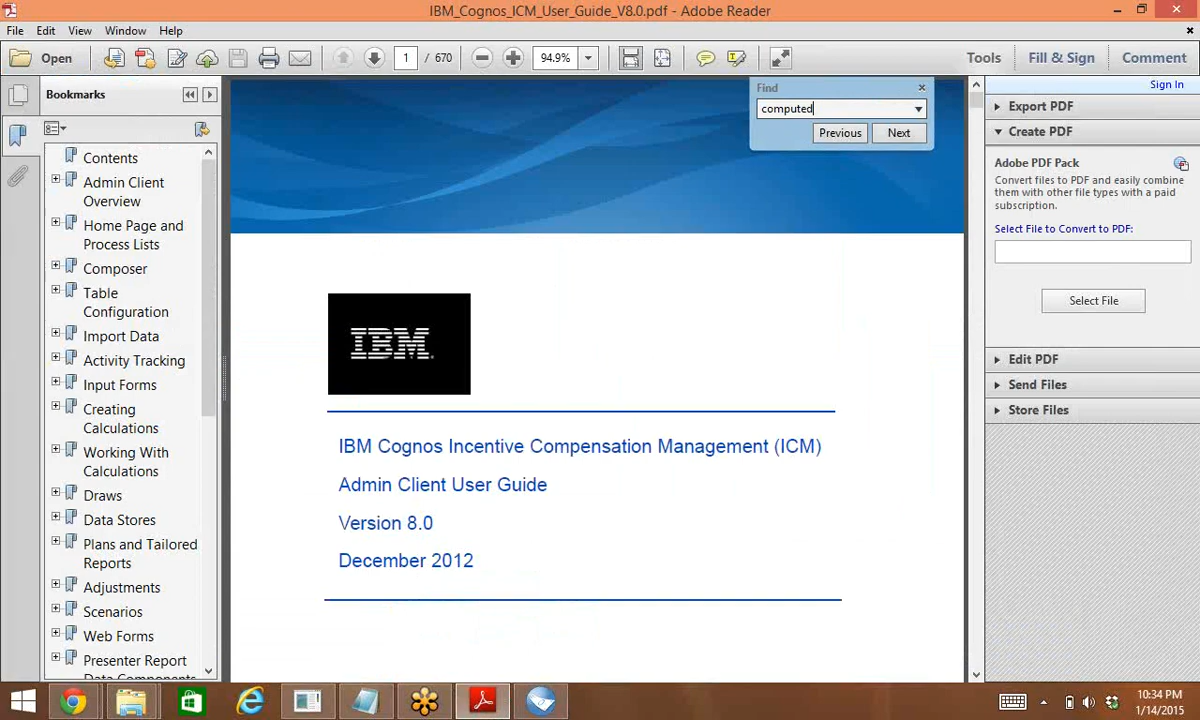 IBM_Cognos_ICM_User_Guide_V8.0.pdf - Adobe Reader
File Edit View Window Help
Open
1 / 670
94.9%
Tools
Fill & Sign
Comment
Bookmarks
Contents
Admin Client
Overview
Home Page and
Process Lists
Composer
Table
Configuration
Import Data
Activity Tracking
Input Forms
Creating
Calculations
Working With
Calculations
Draws
Data Stores
Plans and Tailored
Reports
Adjustments
Scenarios
Web Forms
Presenter Report
Data Components
Find
computed
Previous
Next
IBM
IBM Cognos Incentive Compensation Management (ICM)
Admin Client User Guide
Version 8.0
December 2012
Sign In
Export PDF
Create PDF
Adobe PDF Pack
Convert files to PDF and easily combine
them with other file types with a paid
subscription.
Select File to Convert to PDF:
Select File
Edit PDF
Send Files
Store Files
10:34 PM
1/14/2015